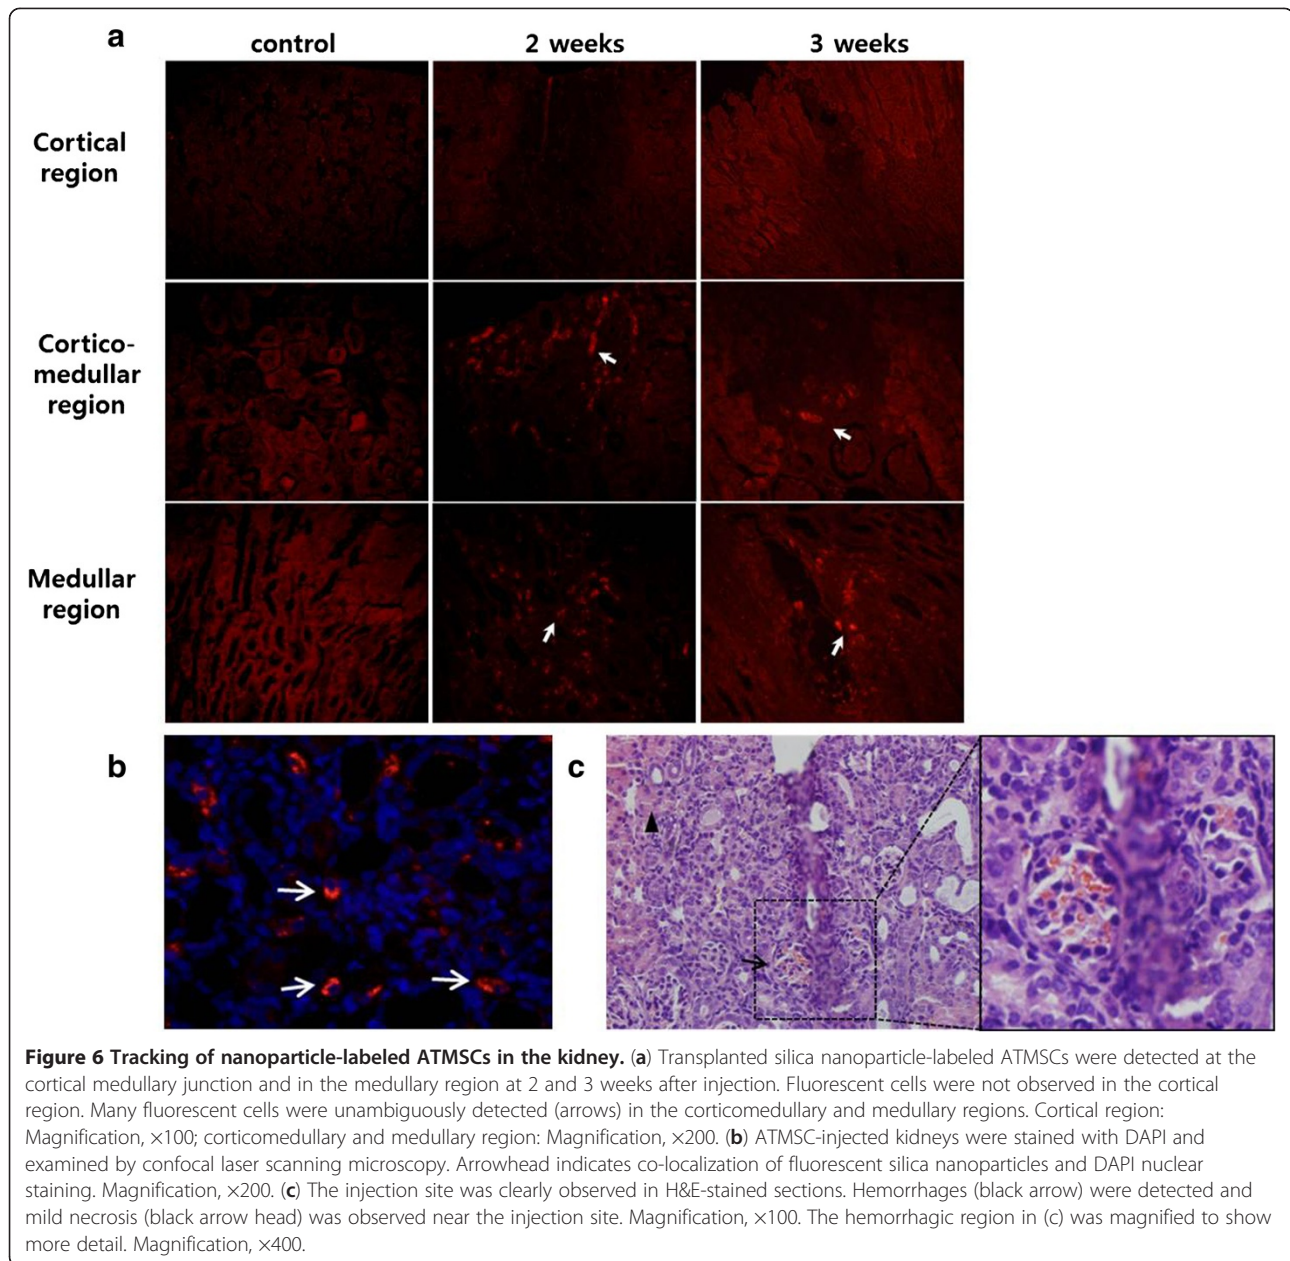 a
control 2 weeks 3 weeks
Cortical
region
Cortico-
medullar
region
Medullar
region
b
c
Figure 6 Tracking of nanoparticle-labeled ATMSCs in the kidney. (a) Transplanted silica nanoparticle-labeled ATMSCs were detected at the
cortical medullary junction and in the medullary region at 2 and 3 weeks after injection. Fluorescent cells were not observed in the cortical
region. Many fluorescent cells were unambiguously detected (arrows) in the corticomedullary and medullary regions. Cortical region:
Magnification, ×100; corticomedullary and medullary region: Magnification, ×200. (b) ATMSC-injected kidneys were stained with DAPI and
examined by confocal laser scanning microscopy. Arrowhead indicates co-localization of fluorescent silica nanoparticles and DAPI nuclear
staining. Magnification, ×200. (c) The injection site was clearly observed in H&E-stained sections. Hemorrhages (black arrow) were detected and
mild necrosis (black arrow head) was observed near the injection site. Magnification, ×100. The hemorrhagic region in (c) was magnified to show
more detail. Magnification, ×400.